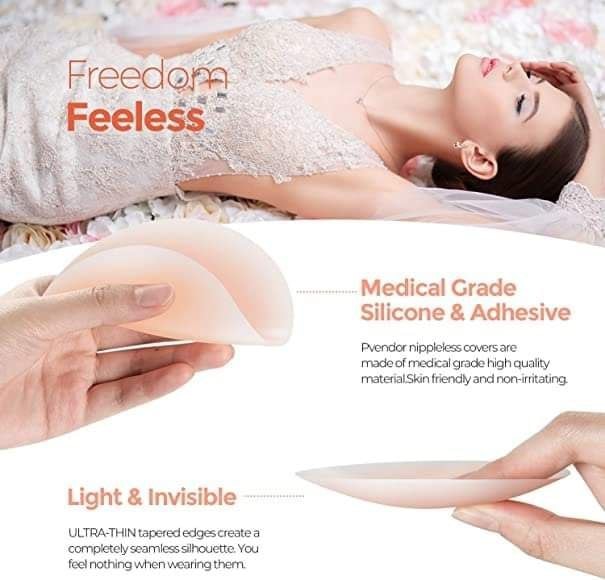 Freedom
Feeless
Medical Grade
Silicone & Adhesive
Pvendor nippleless covers are
made of medical grade high quality
material.Skin friendly and non-irritating.
Light & Invisible
ULTRA-THIN tapered edges create a
completely seamless silhouette. You
feel nothing when wearing them.